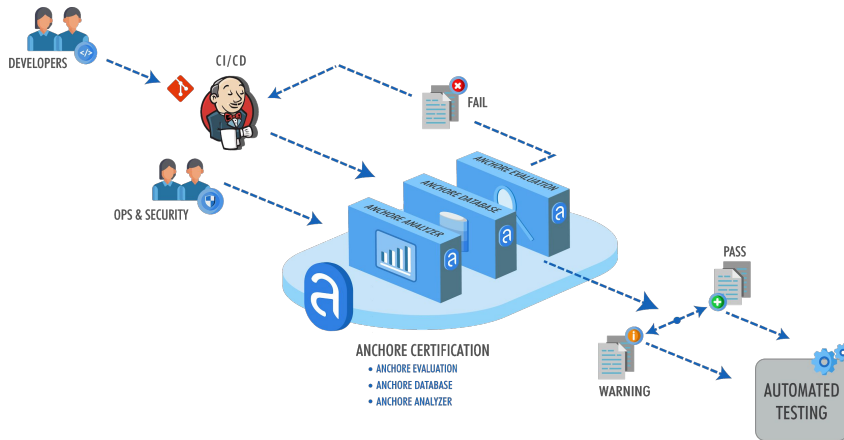 DEVELOPERS
</>
CI/CD
FAIL
OPS & SECURITY
ANCHORE EVALUATION
ANCHORE DATABASE
ANCHORE ANALYZER
a
a
a
a
PASS
i
WARNING
ANCHORE CERTIFICATION
• ANCHORE EVALUATION
• ANCHORE DATABASE
• ANCHORE ANALYZER
AUTOMATED
TESTING